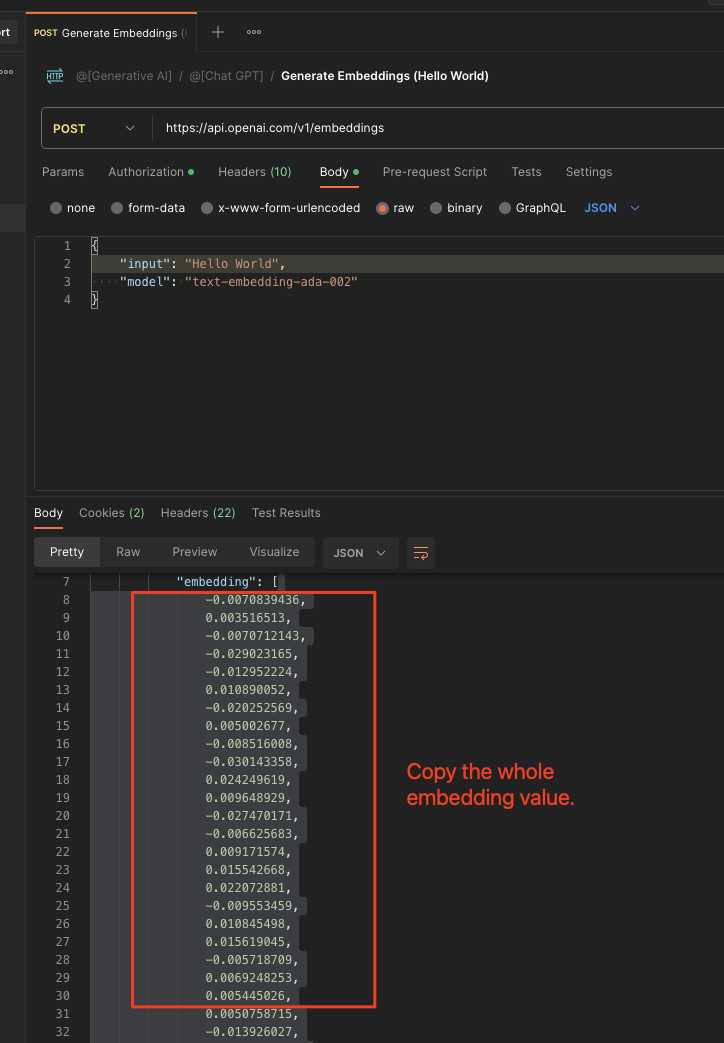 rt
POST Generate Embeddings (
HTTP @[Generative AI] / @[Chat GPT] / Generate Embeddings (Hello World)
POST https://api.openai.com/v1/embeddings
Params Authorization Headers (10) Body Pre-request Script Tests Settings
none form-data x-www-form-urlencoded raw binary GraphQL JSON
1 {
2 "input": "Hello World",
3 "model": "text-embedding-ada-002"
4 }
Body Cookies (2) Headers (22) Test Results
Pretty Raw Preview Visualize JSON
7 "embedding": [
8 -0.0070839436,
9 0.003516513,
10 -0.0070712143,
11 -0.029023165,
12 -0.012952224,
13 0.010890052,
14 -0.020252569,
15 0.005002677,
16 -0.008516008,
17 -0.030143358,
18 0.024249619,
19 0.009648929,
20 -0.027470171,
21 -0.006625683,
22 0.009171574,
23 0.015542668,
24 0.022072881,
25 -0.009553459,
26 0.010845498,
27 0.015619045,
28 -0.005718709,
29 0.0069248253,
30 0.005445026,
31 0.0050758715,
32 -0.013926027,
Copy the whole
embedding value.